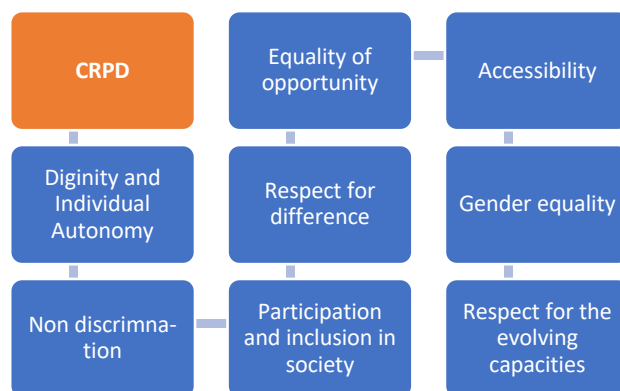 CRPD
Diginity and
Individual
Autonomy
Non discrimna-
tion
Participation
and inclusion in
society
Respect for
difference
Equality of
opportunity
Accessibility
Gender equality
Respect for the
evolving
capacities